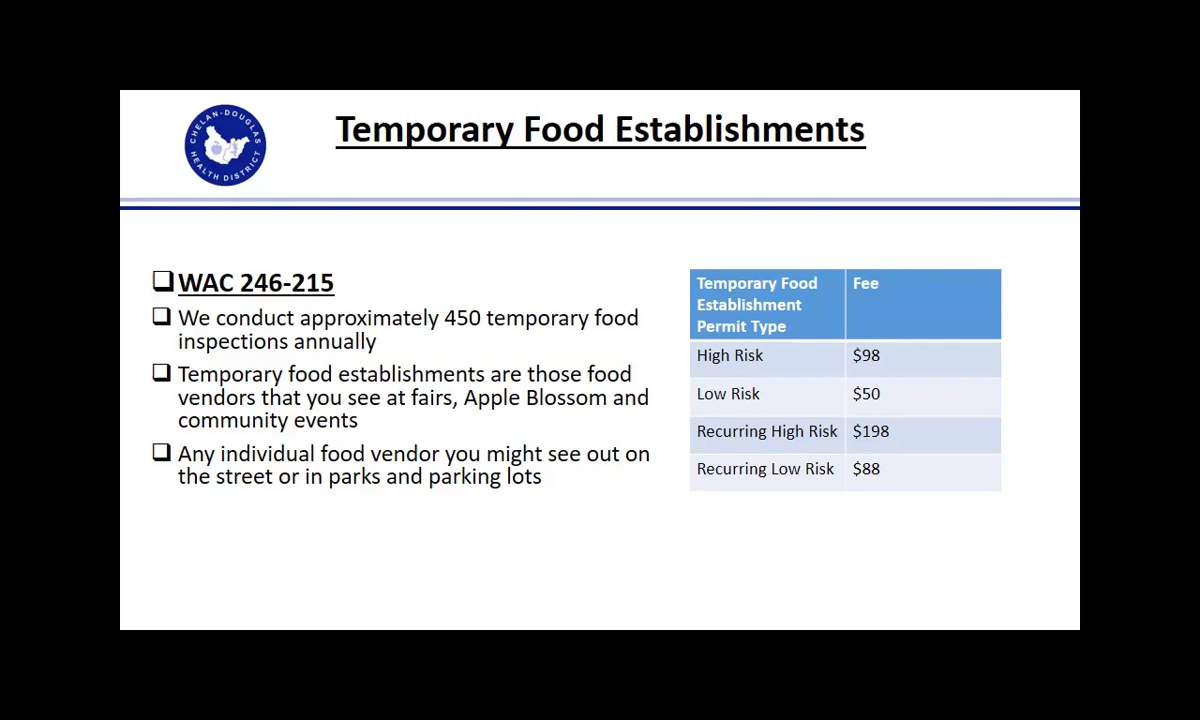 CHELAN-DOUGLAS
HEALTH DISTRICT
Temporary Food Establishments
WAC 246-215
We conduct approximately 450 temporary food
inspections annually
Temporary food establishments are those food
vendors that you see at fairs, Apple Blossom and
community events
Any individual food vendor you might see out on
the street or in parks and parking lots
Temporary Food
Establishment
Permit Type
Fee
High Risk $98
Low Risk $50
Recurring High Risk $198
Recurring Low Risk $88